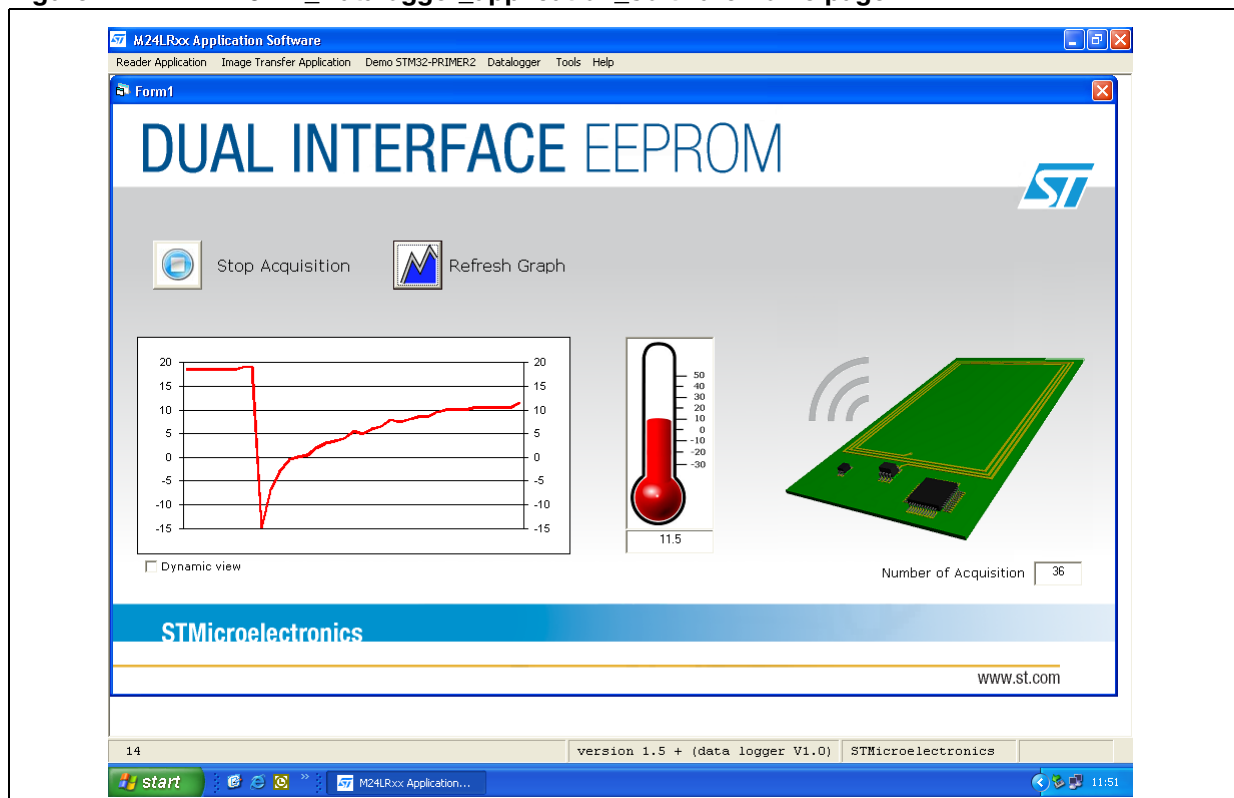 M24LRxx Application Software
Reader Application Image Transfer Application Demo STM32-PRIMER2 Datalogger Tools Help
Form1
DUAL INTERFACE EEPROM
ST
Stop Acquisition Refresh Graph
20 20
15 15
10 10
5 5
0 0
-5 -5
-10 -10
-15 -15
50
40
30
20
10
0
-10
-20
-30
11.5
Dynamic view
Number of Acquisition 36
STMicroelectronics
www.st.com
14 version 1.5 + (data logger V1.0) STMicroelectronics
start M24LRxx Application... 11:51